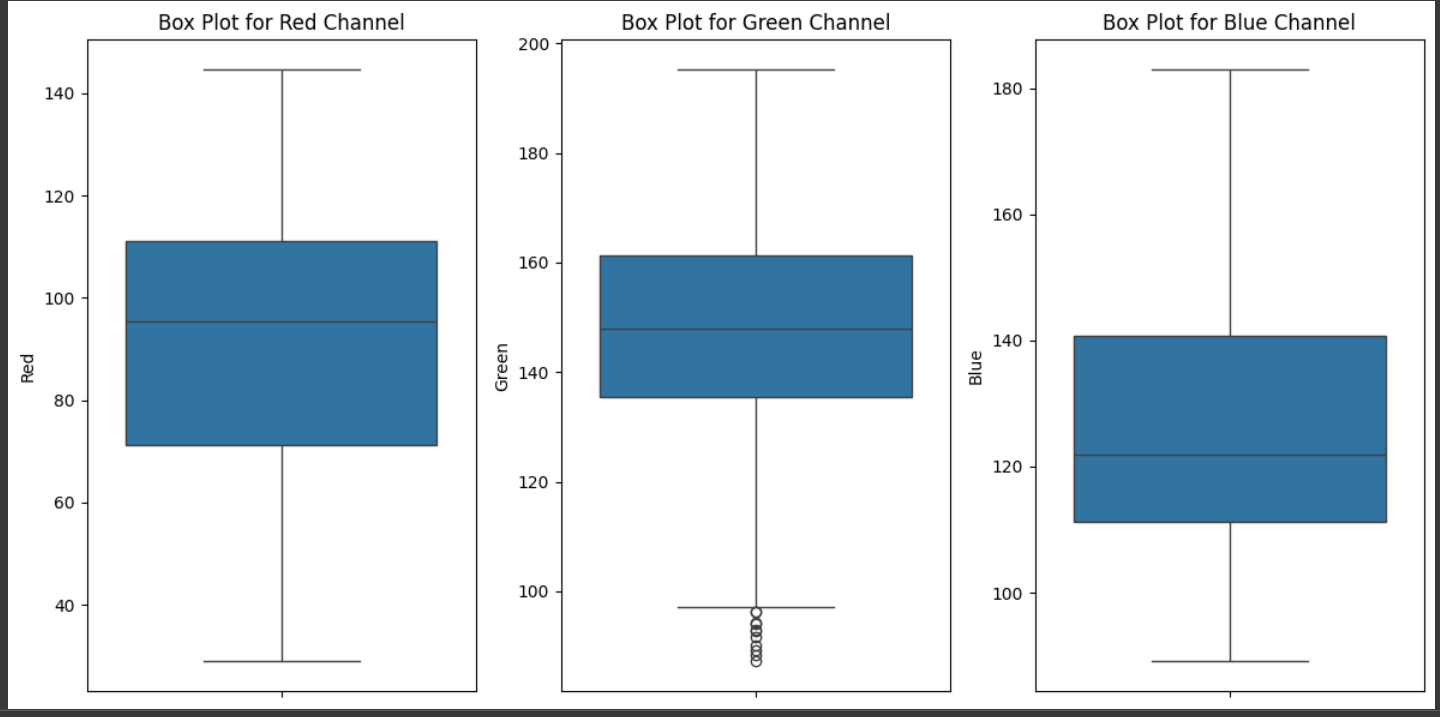 Box Plot for Red Channel
140
120
100
80
60
40
Red
Box Plot for Green Channel
200
180
160
140
120
100
Green
Box Plot for Blue Channel
180
160
140
120
100
Blue